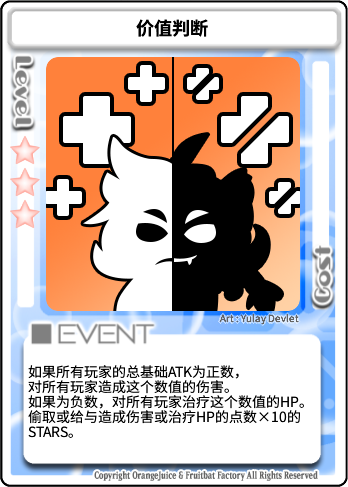 价值判断
Level
Cost
Art : Yulay Devlet
EVENT
如果所有玩家的总基础ATK为正数，
对所有玩家造成这个数值的伤害。
如果为负数，对所有玩家治疗这个数值的HP。
偷取或给与造成伤害或治疗HP的点数×10的
STARS。
Copyright OrangeJuice & Fruitbat Factory All Rights Reserved